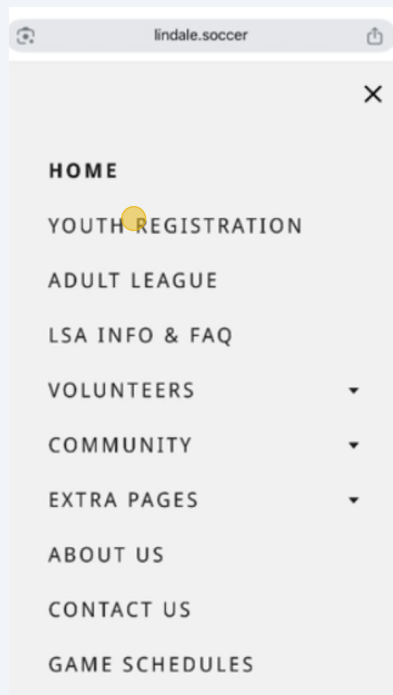 lindale.soccer
HOME
YOUTH REGISTRATION
ADULT LEAGUE
LSA INFO & FAQ
VOLUNTEERS
COMMUNITY
EXTRA PAGES
ABOUT US
CONTACT US
GAME SCHEDULES